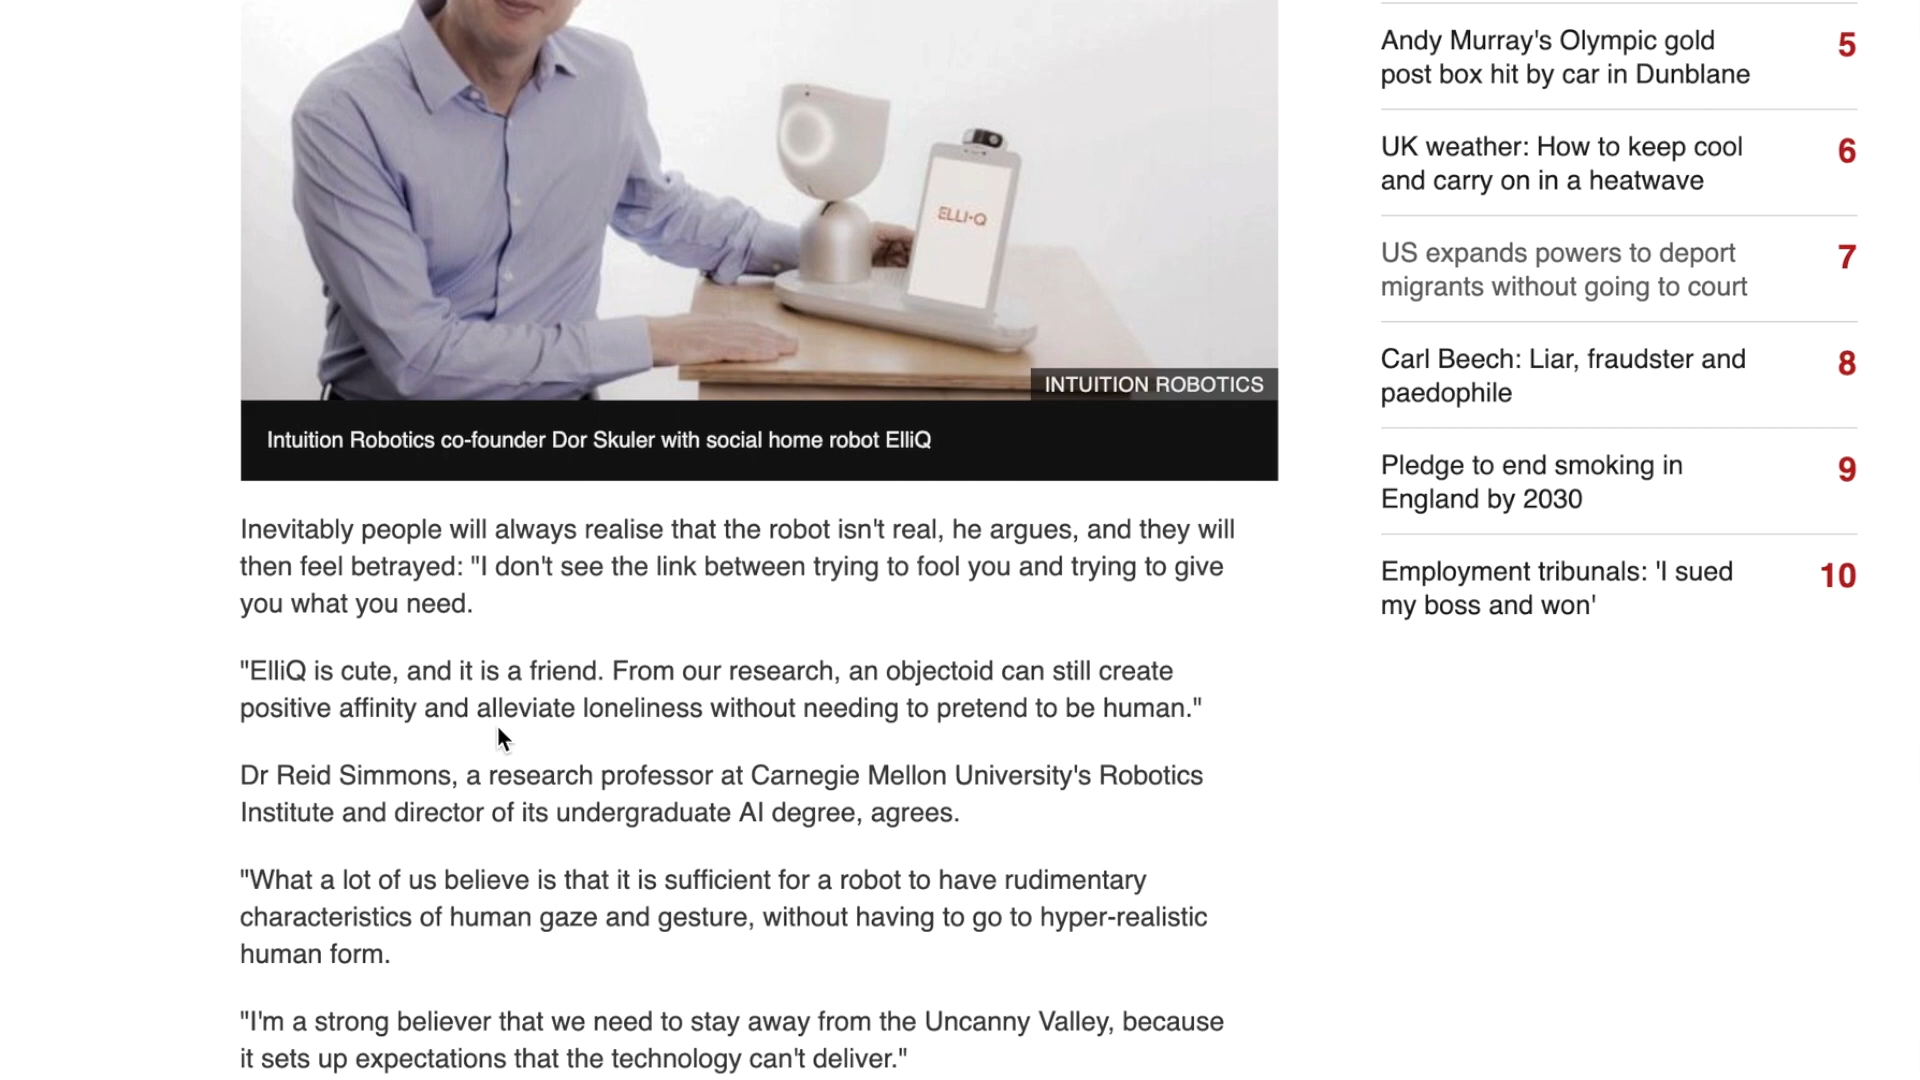 ELLI•Q
INTUITION ROBOTICS
Intuition Robotics co-founder Dor Skuler with social home robot ElliQ
Inevitably people will always realise that the robot isn't real, he argues, and they will
then feel betrayed: "I don't see the link between trying to fool you and trying to give
you what you need.
"ElliQ is cute, and it is a friend. From our research, an objectoid can still create
positive affinity and alleviate loneliness without needing to pretend to be human."
Dr Reid Simmons, a research professor at Carnegie Mellon University's Robotics
Institute and director of its undergraduate AI degree, agrees.
"What a lot of us believe is that it is sufficient for a robot to have rudimentary
characteristics of human gaze and gesture, without having to go to hyper-realistic
human form.
"I'm a strong believer that we need to stay away from the Uncanny Valley, because
it sets up expectations that the technology can't deliver."
Andy Murray's Olympic gold
post box hit by car in Dunblane
5
UK weather: How to keep cool
and carry on in a heatwave
6
US expands powers to deport
migrants without going to court
7
Carl Beech: Liar, fraudster and
paedophile
8
Pledge to end smoking in
England by 2030
9
Employment tribunals: 'I sued
my boss and won'
10